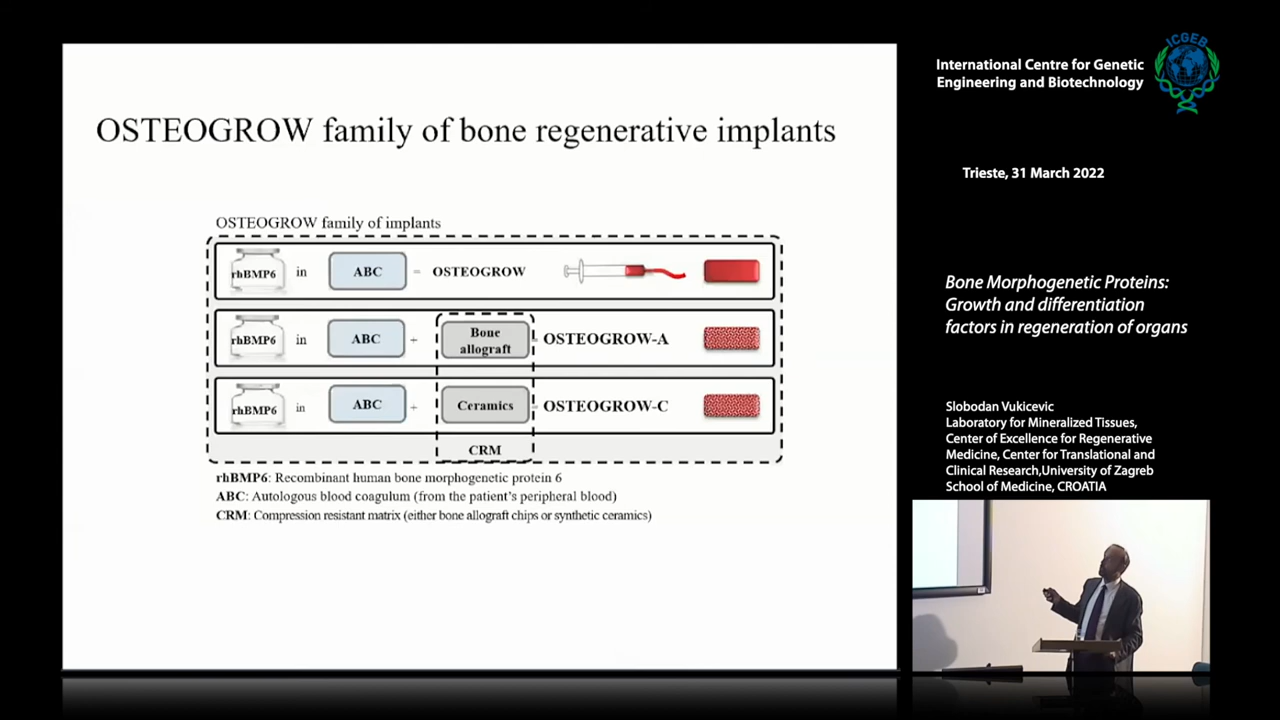 OSTEOGROW family of bone regenerative implants
OSTEOGROW family of implants
rhBMP6 in ABC = OSTEOGROW
rhBMP6 in ABC + Bone allograft = OSTEOGROW-A
rhBMP6 in ABC + Ceramics = OSTEOGROW-C
CRM
rhBMP6: Recombinant human bone morphogenetic protein 6
ABC: Autologous blood coagulum (from the patient's peripheral blood)
CRM: Compression resistant matrix (either bone allograft chips or synthetic ceramics)
International Centre for Genetic
Engineering and Biotechnology
ICGEB
Trieste, 31 March 2022
Bone Morphogenetic Proteins:
Growth and differentiation
factors in regeneration of organs
Slobodan Vukicevic
Laboratory for Mineralized Tissues,
Center of Excellence for Regenerative
Medicine, Center for Translational and
Clinical Research,University of Zagreb
School of Medicine, CROATIA